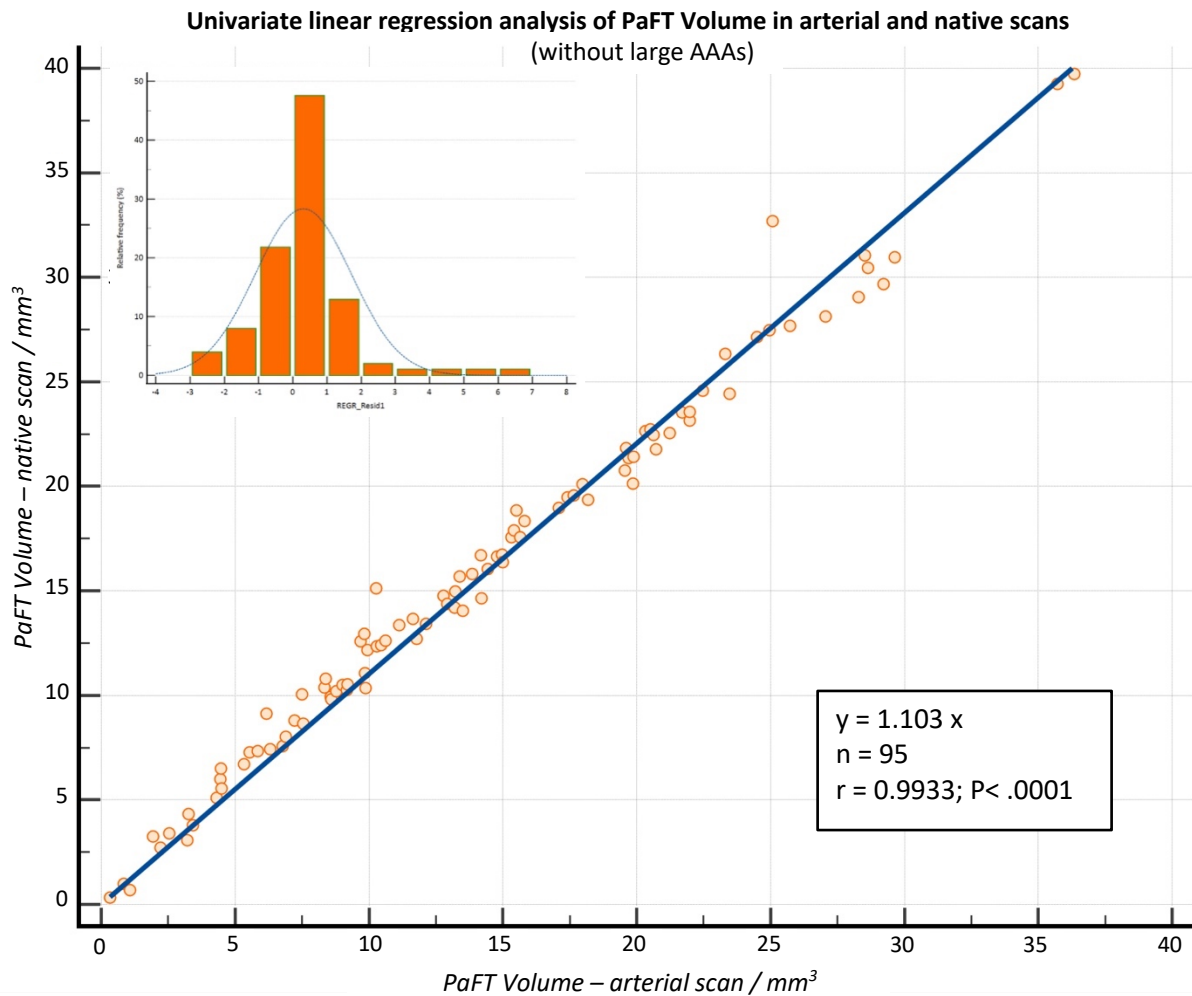 Univariate linear regression analysis of PaFT Volume in arterial and native scans
(without large AAAs)
40
35
30
25
20
15
10
5
0
PaFT Volume – native scan / mm³
50
40
30
20
10
0
Relative frequency (%)
-4 -3 -2 -1 0 1 2 3 4 5 6 7 8
REGR_Resid1
y = 1.103 x
n = 95
r = 0.9933; P< .0001
0 5 10 15 20 25 30 35 40
PaFT Volume – arterial scan / mm³